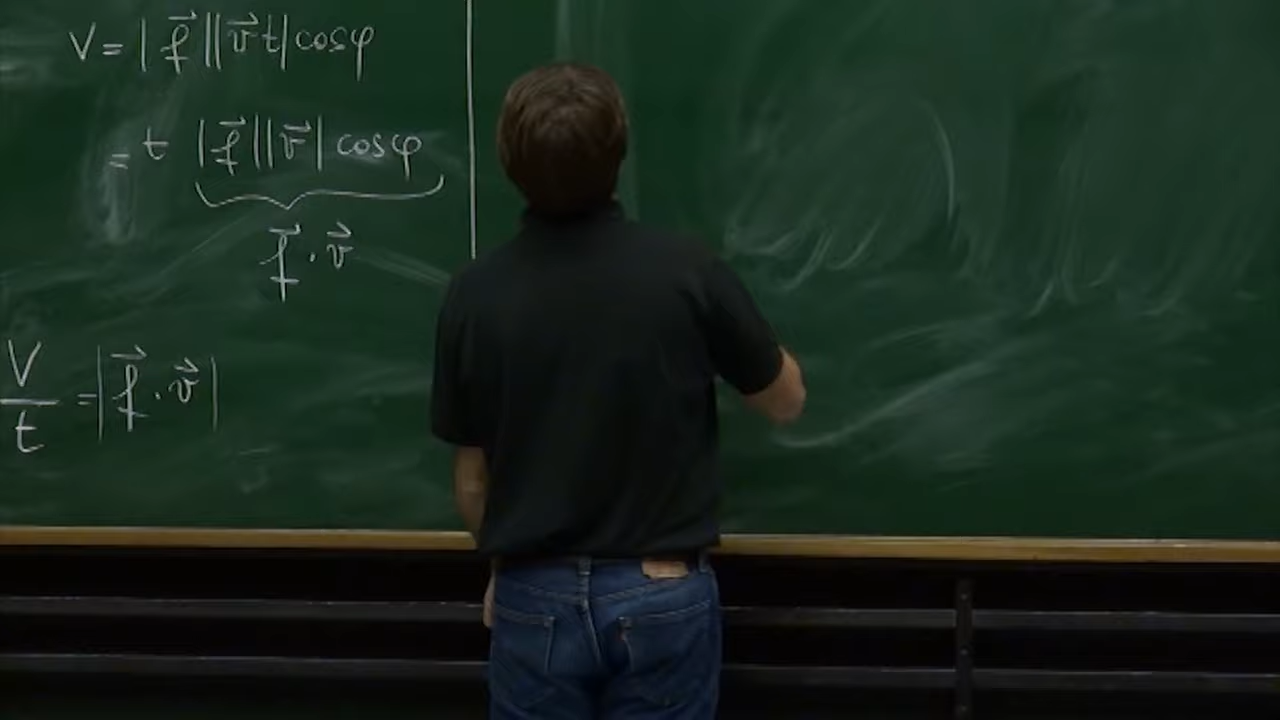 V = |f⃗||v⃗ t| cosφ
= t |f⃗||v⃗| cosφ
f⃗ · v⃗
V/t = |f⃗ · v⃗|